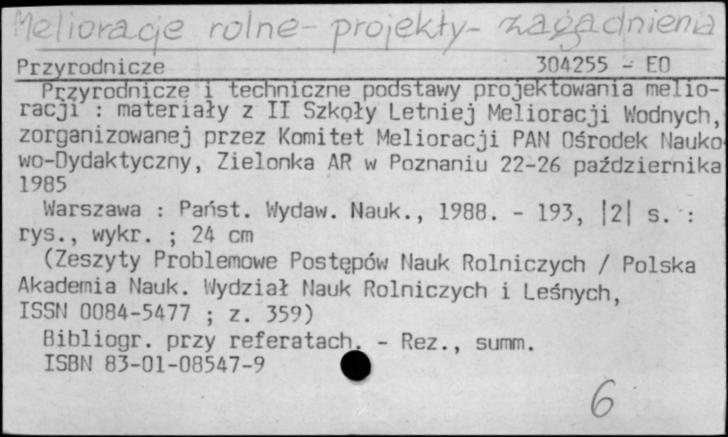 Melioracje rolne - projekty - zagadnienia
Przyrodnicze 304255 - EO
Przyrodnicze i techniczne podstawy projektowania melio-
racji : materiały z II Szkoły Letniej Melioracji Wodnych,
zorganizowanej przez Komitet Melioracji PAN Ośrodek Nauko-
wo-Dydaktyczny, Zielonka AR w Poznaniu 22-26 października
1985
Warszawa : Państ. Wydaw. Nauk., 1988. - 193, |2| s. :
rys., wykr. ; 24 cm
(Zeszyty Problemowe Postępów Nauk Rolniczych / Polska
Akademia Nauk. Wydział Nauk Rolniczych i Leśnych,
ISSN 0084-5477 ; z. 359)
Bibliogr. przy referatach. - Rez., summ.
ISBN 83-01-08547-9
6